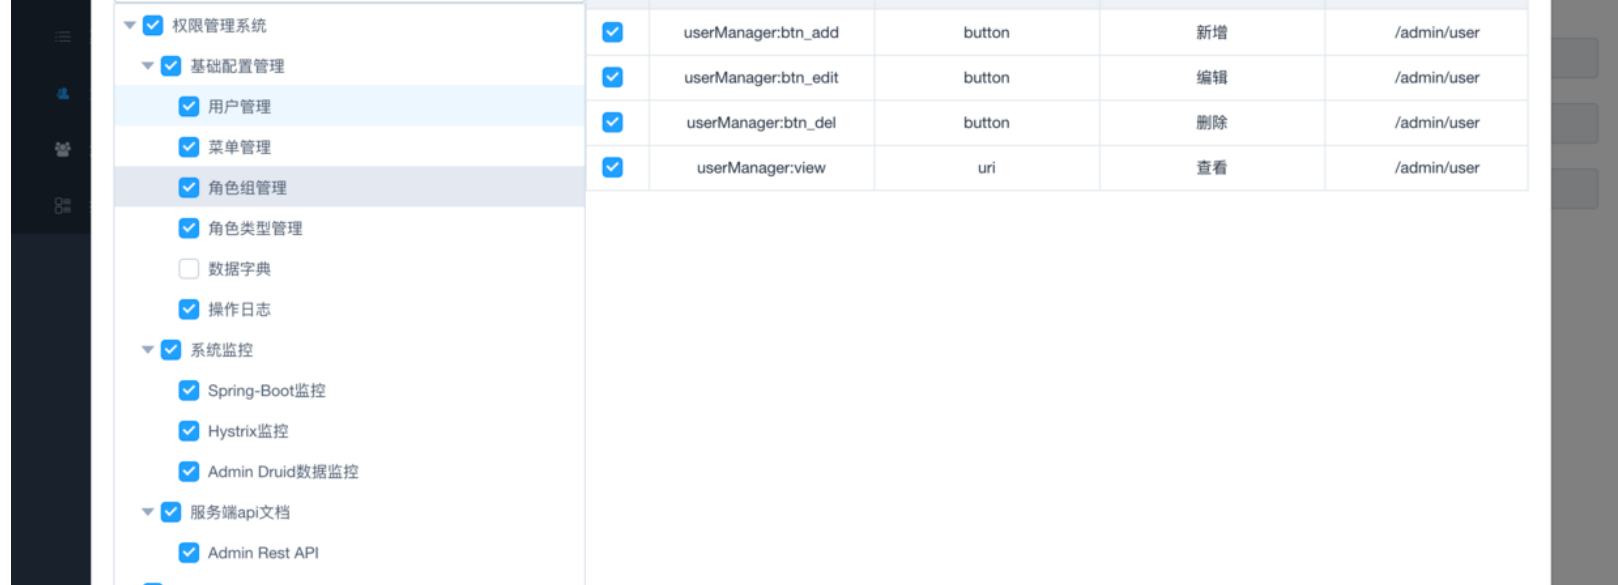 权限管理系统
基础配置管理
用户管理
菜单管理
角色组管理
角色类型管理
数据字典
操作日志
系统监控
Spring-Boot监控
Hystrix监控
Admin Druid数据监控
服务端api文档
Admin Rest API
userManager:btn_add button 新增 /admin/user
userManager:btn_edit button 编辑 /admin/user
userManager:btn_del button 删除 /admin/user
userManager:view uri 查看 /admin/user